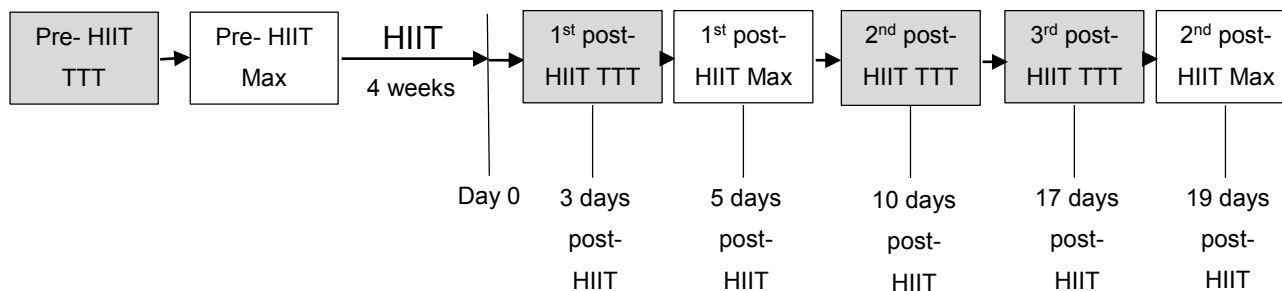 Pre- HIIT
TTT
Pre- HIIT
Max
HIIT
4 weeks
1st post-
HIIT TTT
1st post-
HIIT Max
2nd post-
HIIT TTT
3rd post-
HIIT TTT
2nd post-
HIIT Max
Day 0
3 days
post-
HIIT
5 days
post-
HIIT
10 days
post-
HIIT
17 days
post-
HIIT
19 days
post-
HIIT